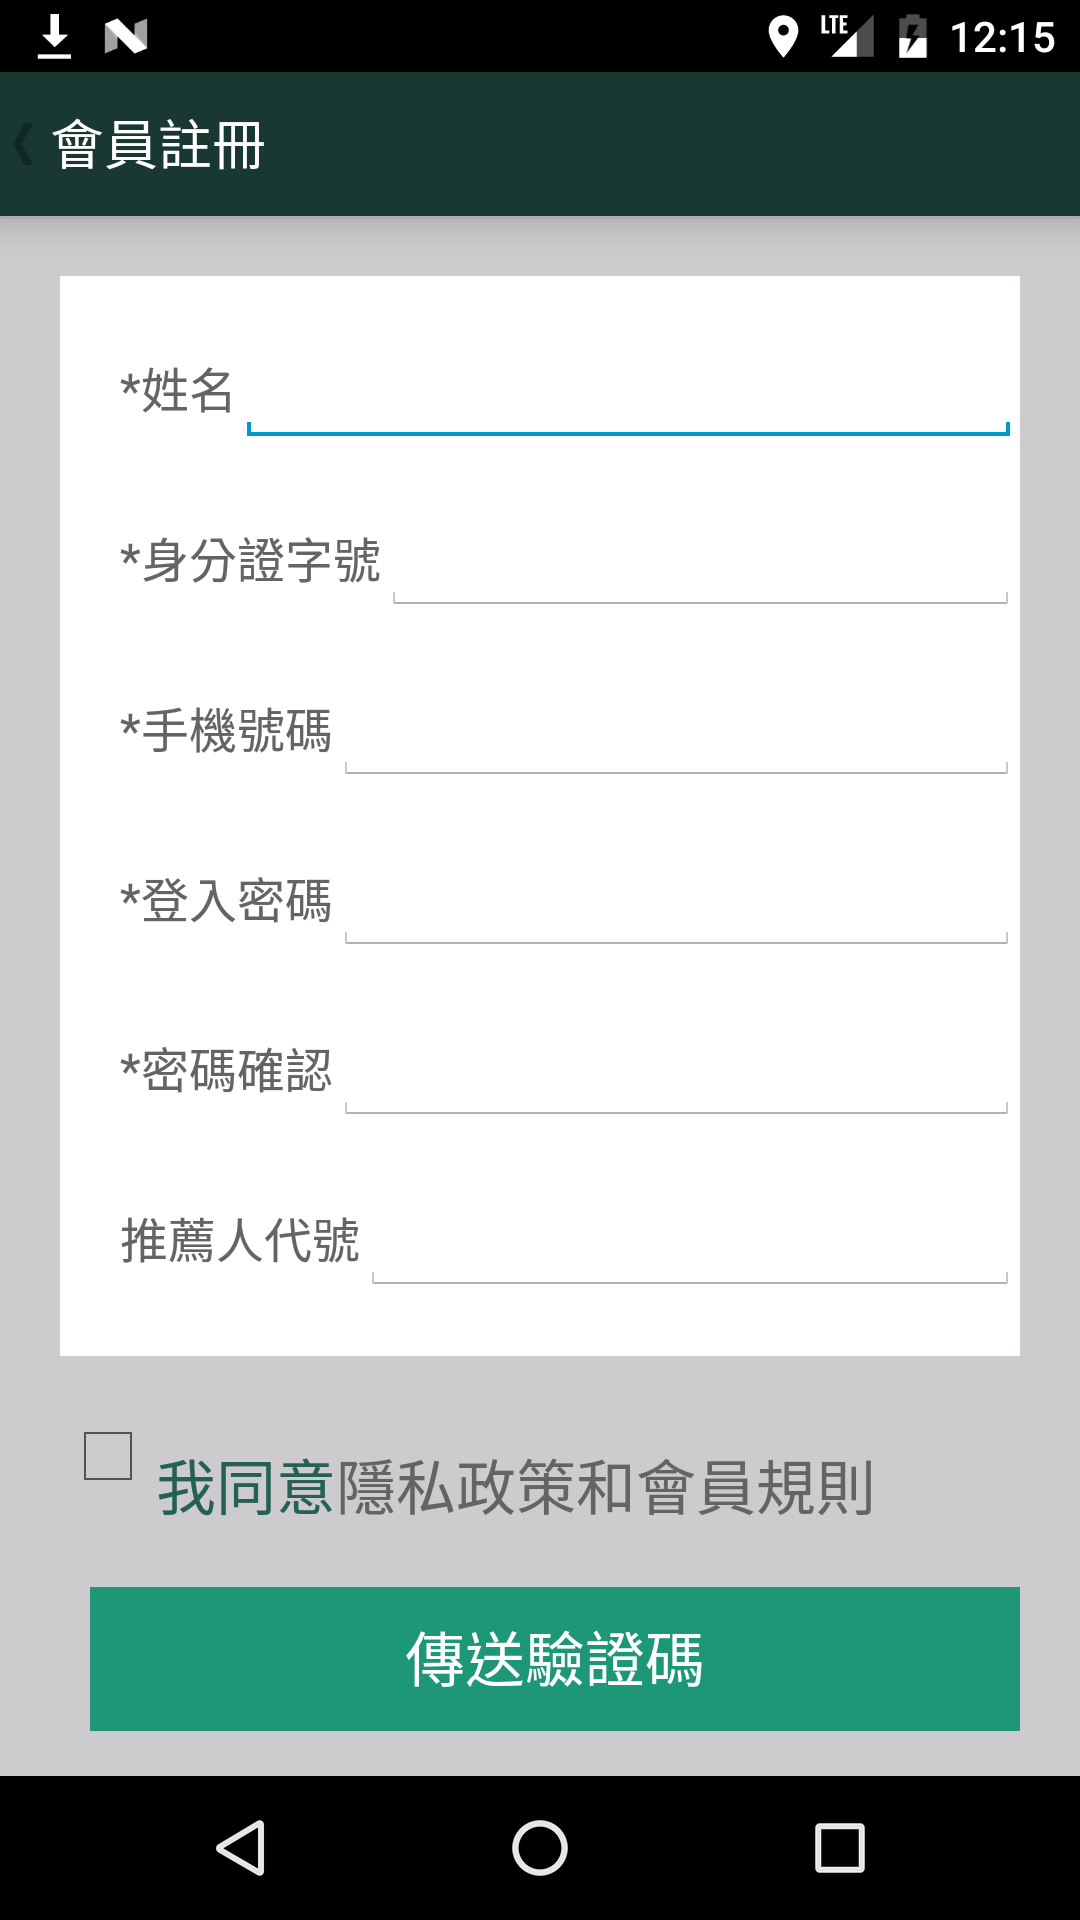 LTE 12:15
會員註冊
*姓名
*身分證字號
*手機號碼
*登入密碼
*密碼確認
推薦人代號
我同意隱私政策和會員規則
傳送驗證碼